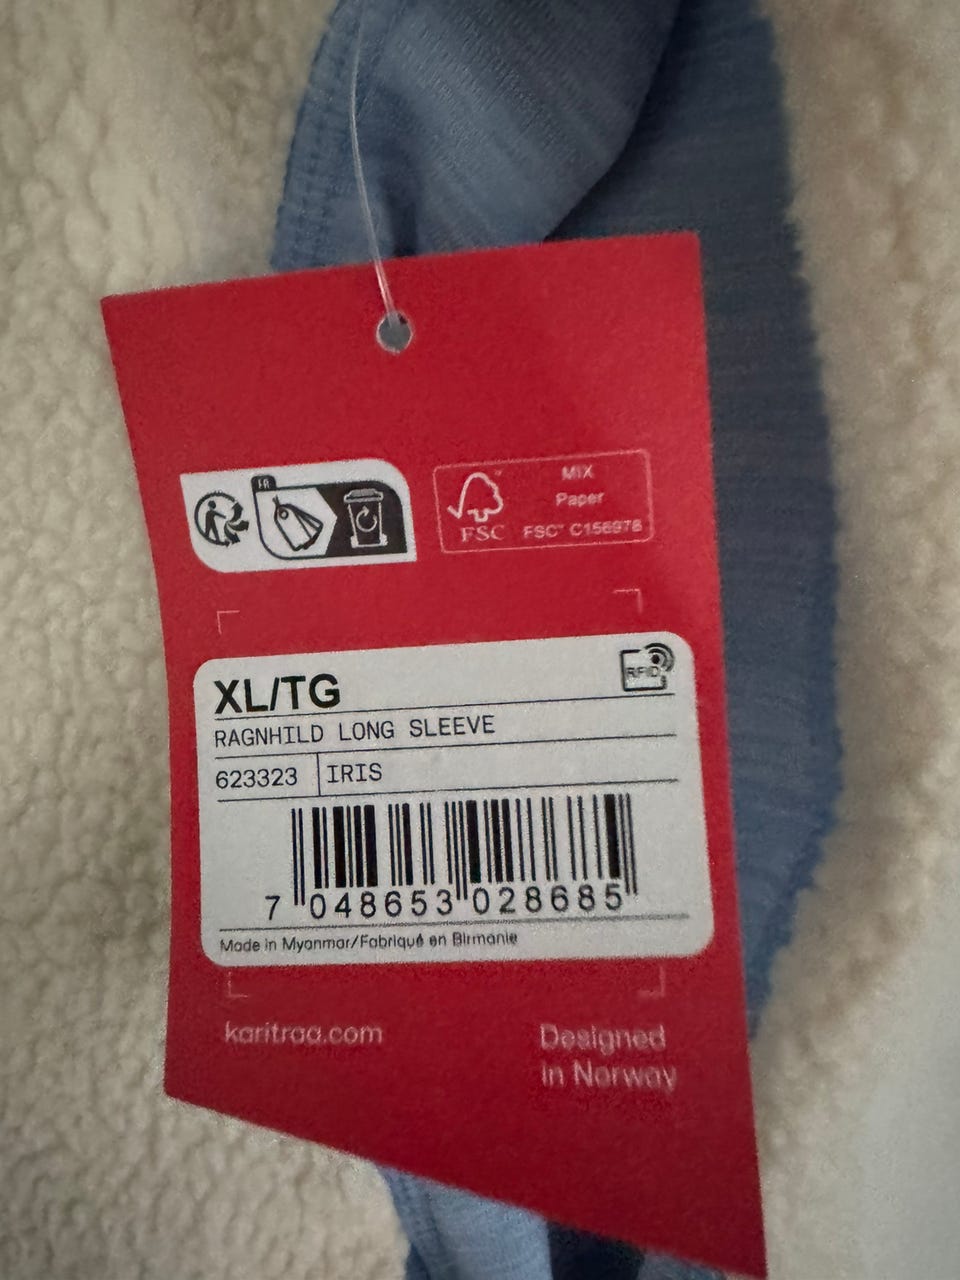 FR
FSC
MIX
Paper
FSC™ C156978
RFID
XL/TG
RAGNHILD LONG SLEEVE
623323 IRIS
7 048653 028685
Made in Myanmar/Fabriqué en Birmanie
karitraa.com
Designed
in Norway